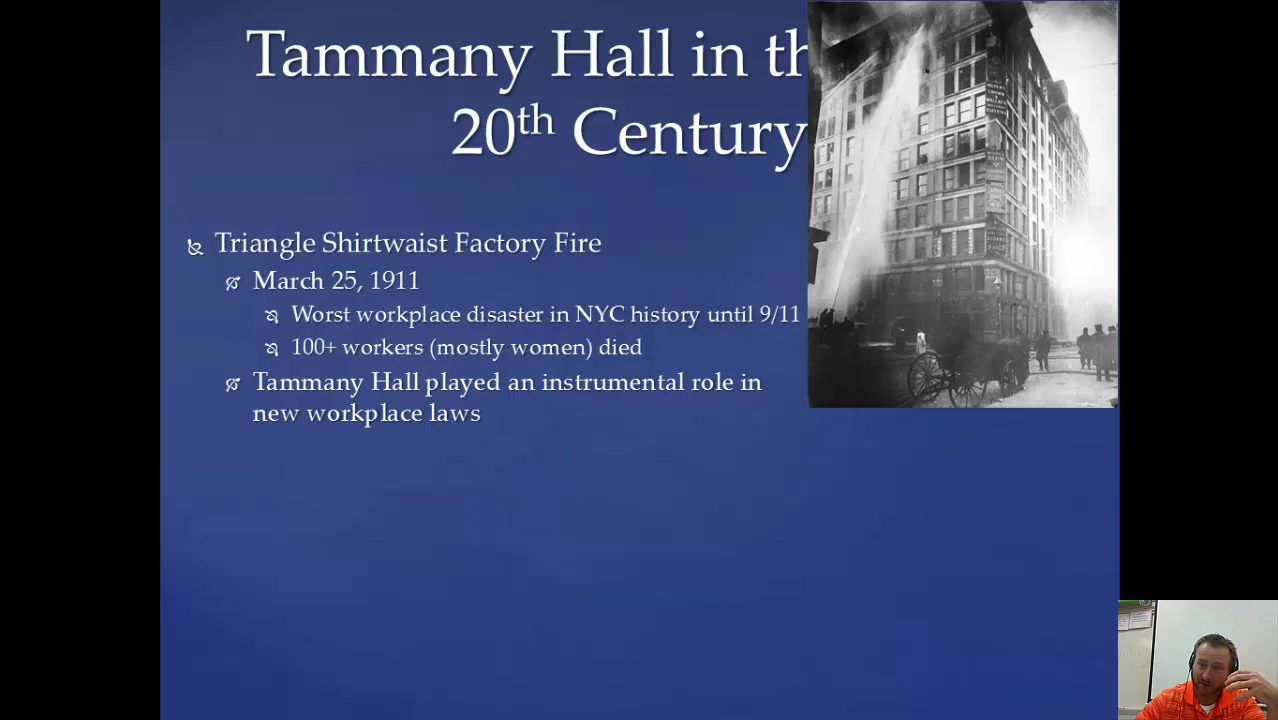 Tammany Hall in th
20th Century
Triangle Shirtwaist Factory Fire
March 25, 1911
Worst workplace disaster in NYC history until 9/11
100+ workers (mostly women) died
Tammany Hall played an instrumental role in
new workplace laws